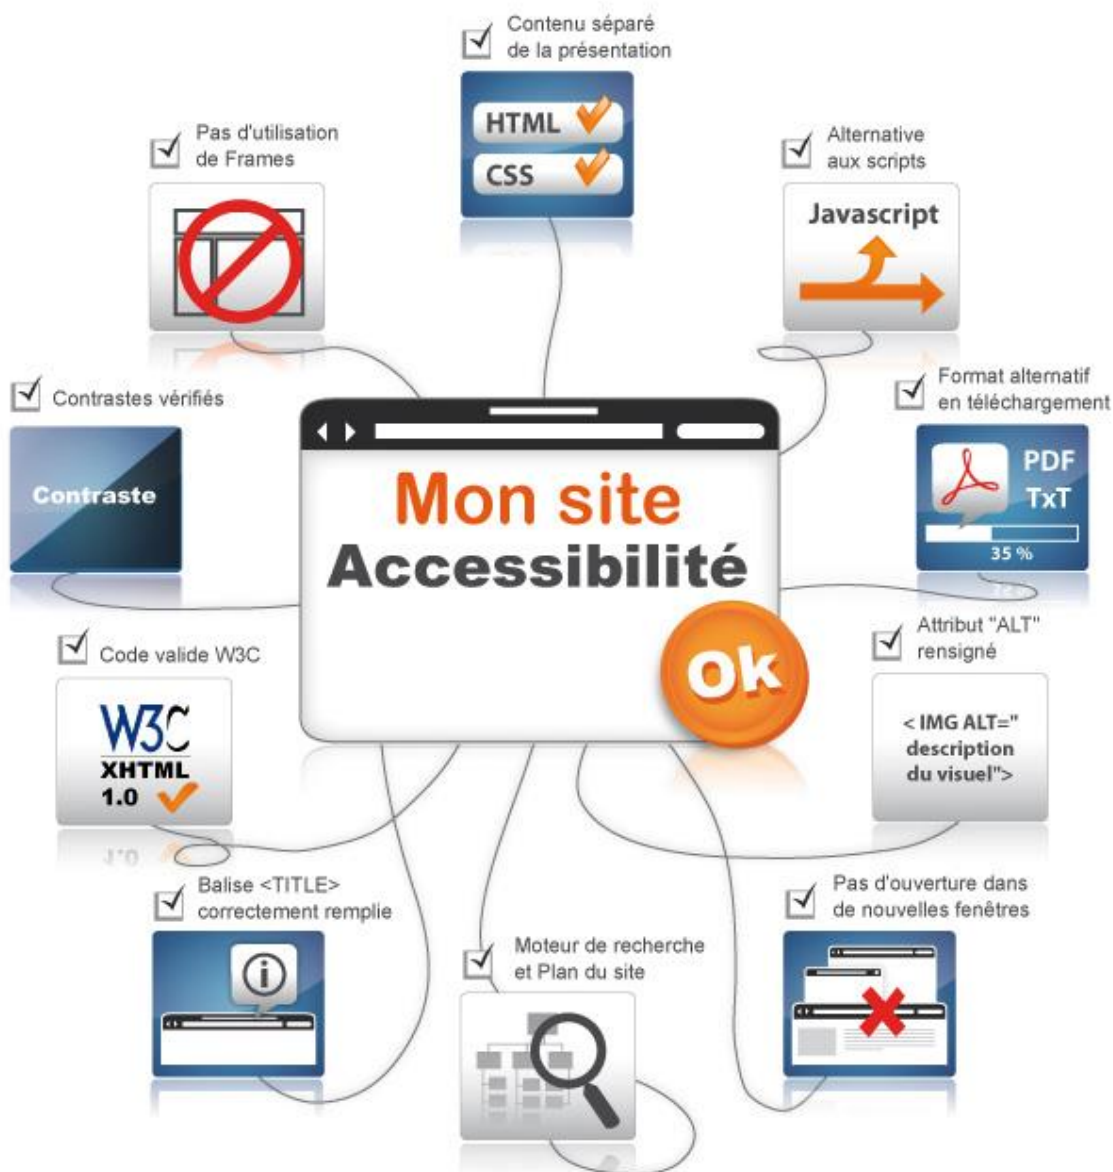 Contenu séparé
de la présentation
HTML
CSS
Pas d'utilisation
de Frames
Alternative
aux scripts
Javascript
Contrastes vérifiés
Contraste
Format alternatif
en téléchargement
PDF
TxT
35 %
Mon site
Accessibilité
Ok
Code valide W3C
W3C
XHTML
1.0
Attribut "ALT"
rensigné
< IMG ALT="
description
du visuel">
Balise <TITLE>
correctement remplie
i
Moteur de recherche
et Plan du site
Pas d'ouverture dans
de nouvelles fenêtres